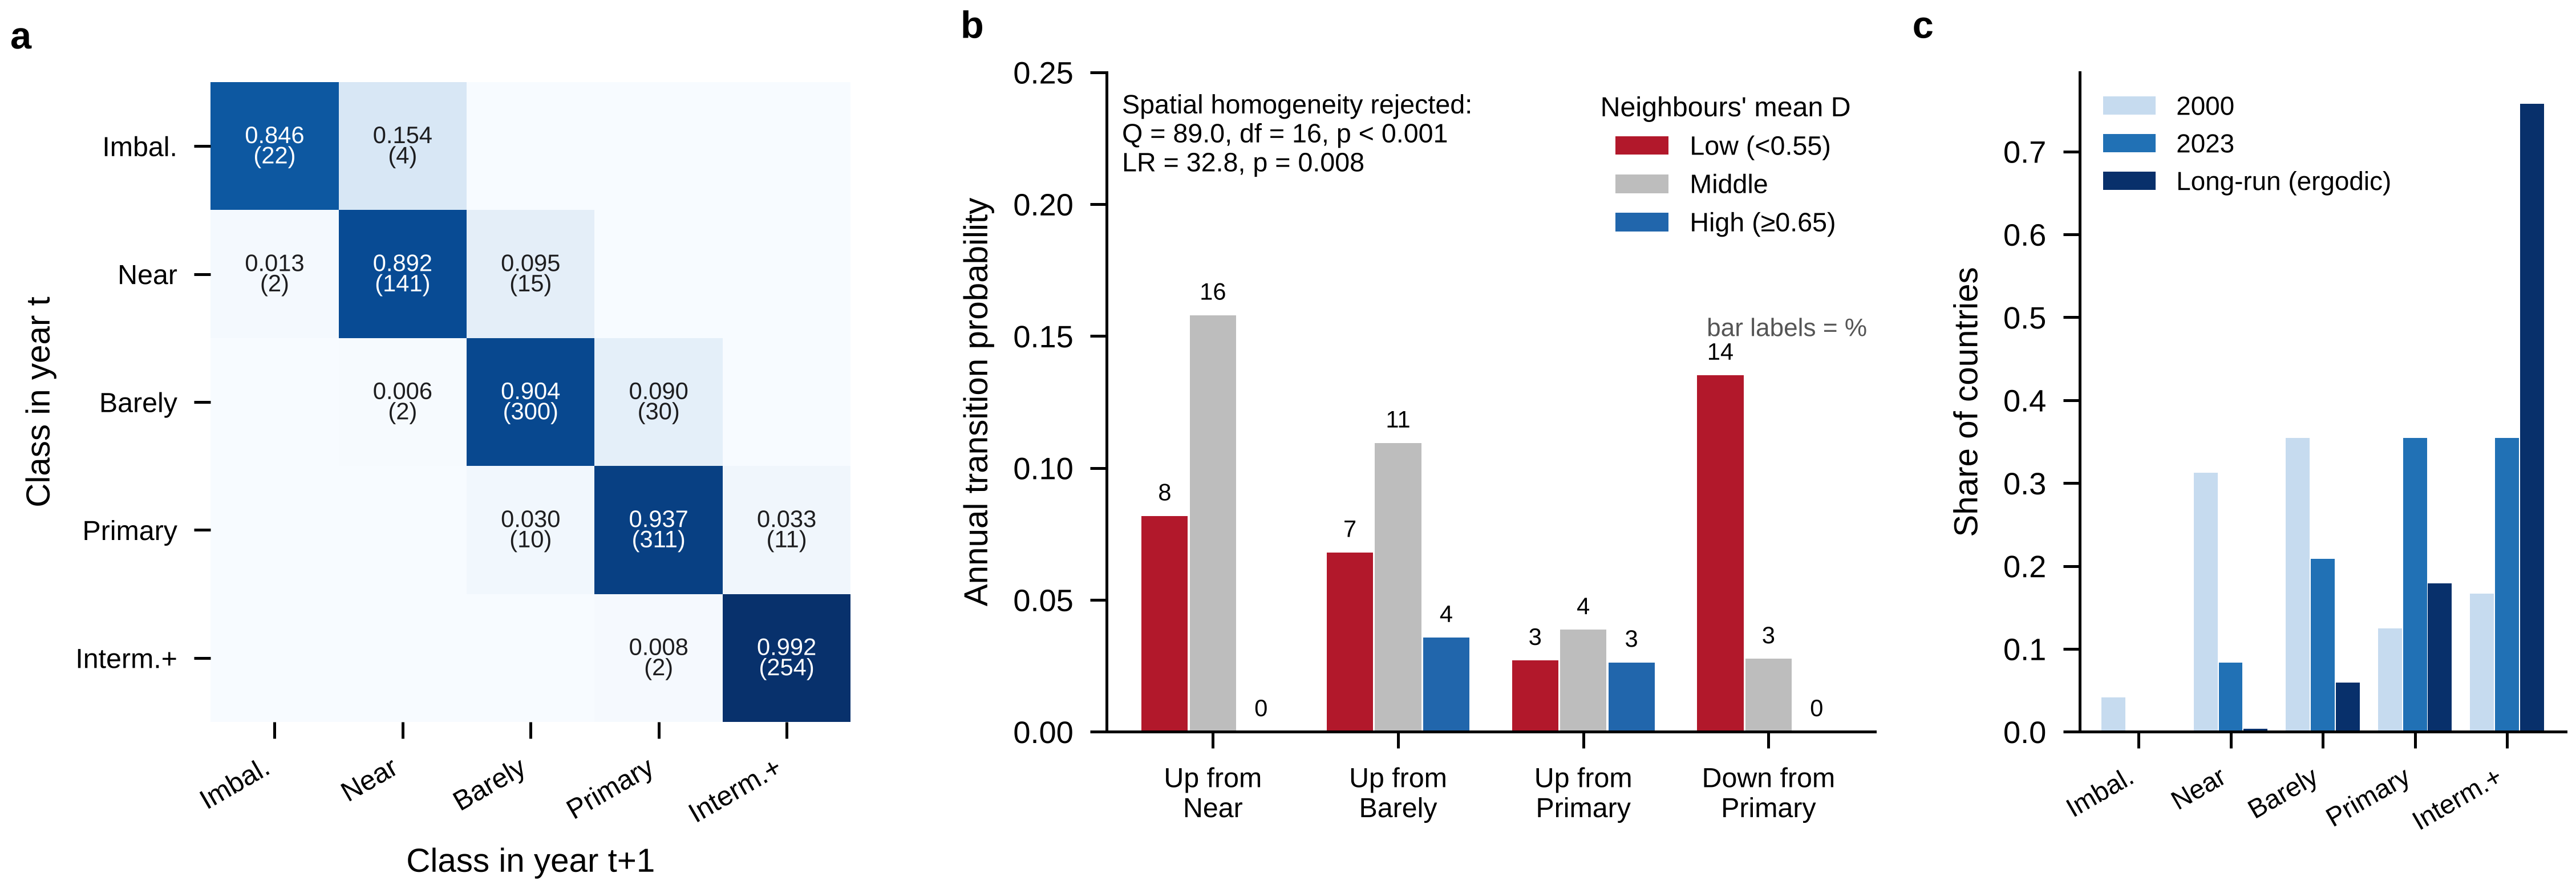 a
Class in year t
Imbal.
0.846
(22)
0.154
(4)
Near
0.013
(2)
0.892
(141)
0.095
(15)
Barely
0.006
(2)
0.904
(300)
0.090
(30)
Primary
0.030
(10)
0.937
(311)
0.033
(11)
Interm.+
0.008
(2)
0.992
(254)
Imbal.
Near
Barely
Primary
Interm.+
Class in year t+1
b
Annual transition probability
0.25
0.20
0.15
0.10
0.05
0.00
Spatial homogeneity rejected:
Q = 89.0, df = 16, p < 0.001
LR = 32.8, p = 0.008
Neighbours' mean D
Low (<0.55)
Middle
High (≥0.65)
bar labels = %
8
16
0
7
11
4
3
4
3
14
3
0
Up from
Near
Up from
Barely
Up from
Primary
Down from
Primary
c
Share of countries
0.7
0.6
0.5
0.4
0.3
0.2
0.1
0.0
2000
2023
Long-run (ergodic)
Imbal.
Near
Barely
Primary
Interm.+